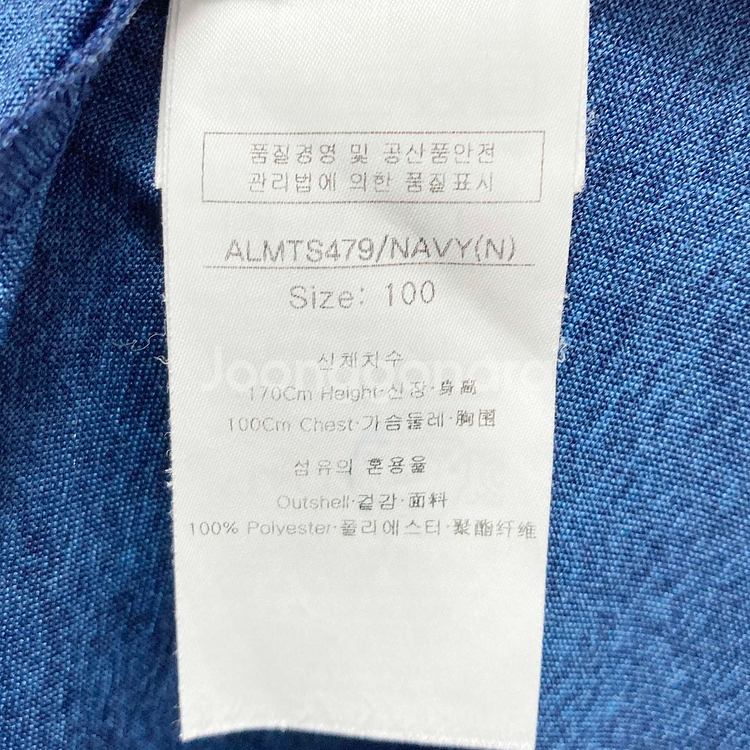 품질경영 및 공산품안전
관리법에 의한 품질표시
ALMTS479/NAVY(N)
Size: 100
신체치수
170Cm Height·신장·身高
100Cm Chest·가슴둘레·胸围
섬유의 혼용율
Outshell·겉감·面料
100% Polyester·폴리에스터·聚酯纤维